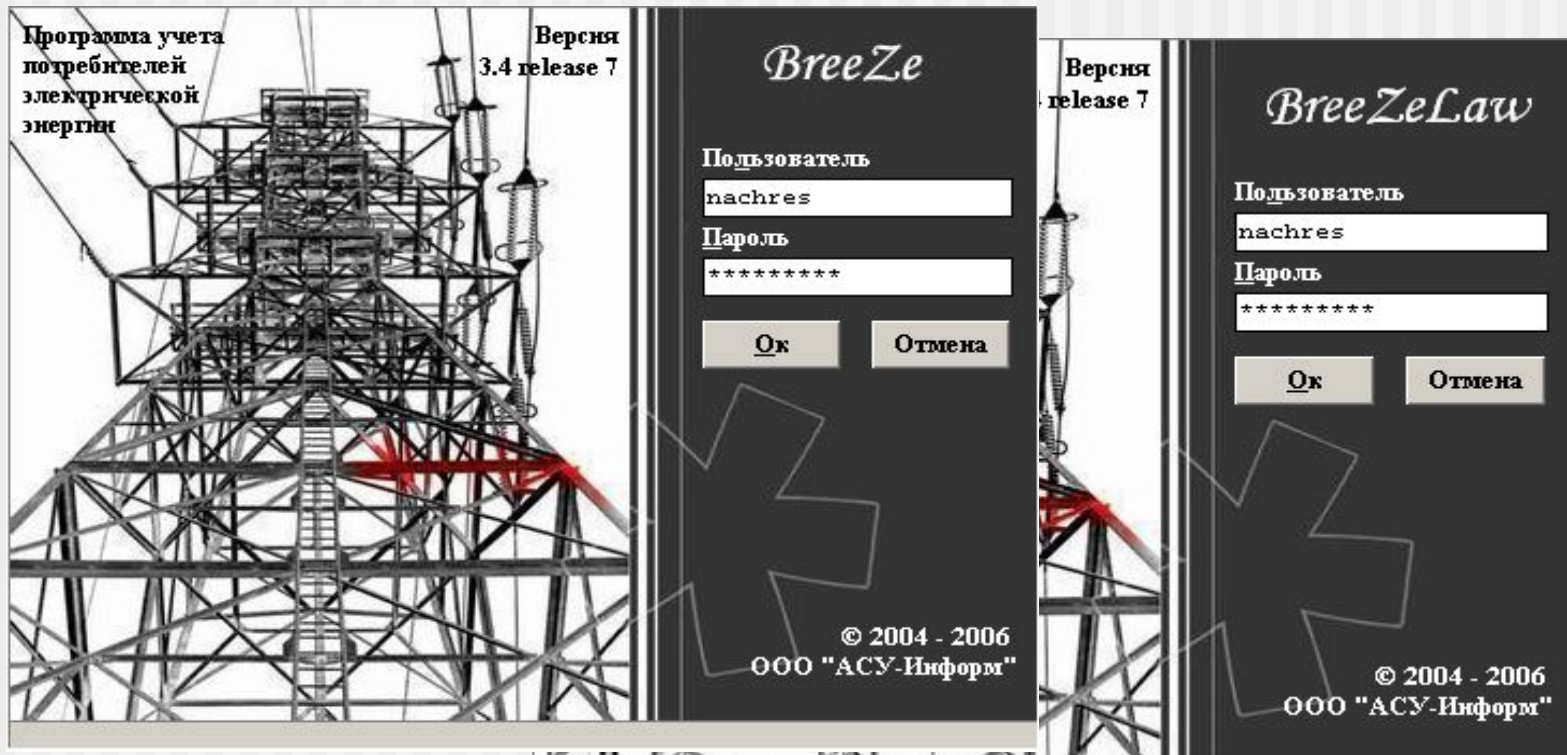 Программа учета
потребителей
электрической
энергии
Версия
3.4 release 7
BreeZe
Пользователь
nachres
Пароль
*********
Ок Отмена
© 2004 - 2006
ООО "АСУ-Информ"
Версия
release 7
BreeZeLaw
Пользователь
nachres
Пароль
*********
Ок Отмена
© 2004 - 2006
ООО "АСУ-Информ"